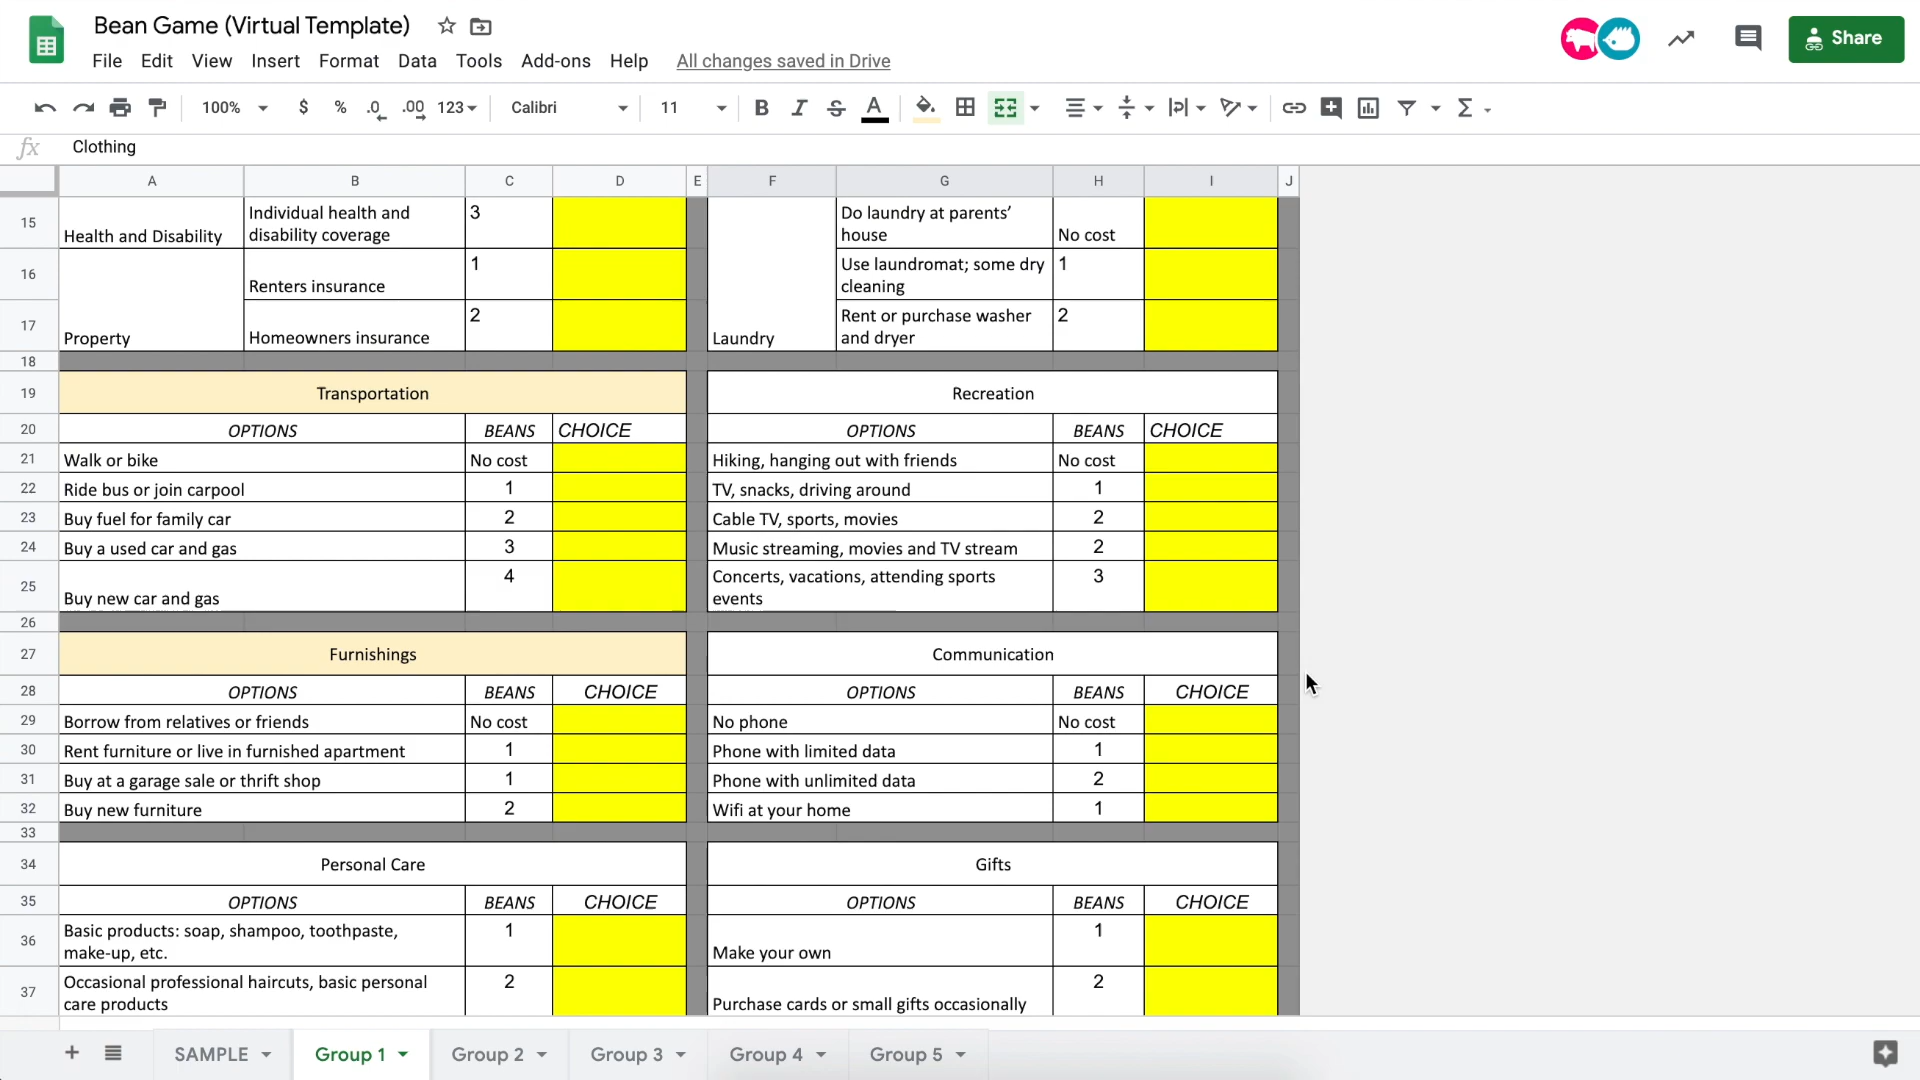 Bean Game (Virtual Template)
Share
File Edit View Insert Format Data Tools Add-ons Help All changes saved in Drive
100% $ % .0 .00 123 Calibri 11 B I S A Σ
fx Clothing
A B C D E F G H I J
15 Health and Disability Individual health and disability coverage 3 Do laundry at parents' house No cost
16 Renters insurance 1 Use laundromat; some dry cleaning 1
17 Property Homeowners insurance 2 Laundry Rent or purchase washer and dryer 2
18
19 Transportation Recreation
20 OPTIONS BEANS CHOICE OPTIONS BEANS CHOICE
21 Walk or bike No cost Hiking, hanging out with friends No cost
22 Ride bus or join carpool 1 TV, snacks, driving around 1
23 Buy fuel for family car 2 Cable TV, sports, movies 2
24 Buy a used car and gas 3 Music streaming, movies and TV stream 2
25 Buy new car and gas 4 Concerts, vacations, attending sports events 3
26
27 Furnishings Communication
28 OPTIONS BEANS CHOICE OPTIONS BEANS CHOICE
29 Borrow from relatives or friends No cost No phone No cost
30 Rent furniture or live in furnished apartment 1 Phone with limited data 1
31 Buy at a garage sale or thrift shop 1 Phone with unlimited data 2
32 Buy new furniture 2 Wifi at your home 1
33
34 Personal Care Gifts
35 OPTIONS BEANS CHOICE OPTIONS BEANS CHOICE
36 Basic products: soap, shampoo, toothpaste, make-up, etc. 1 Make your own 1
37 Occasional professional haircuts, basic personal care products 2 Purchase cards or small gifts occasionally 2
SAMPLE Group 1 Group 2 Group 3 Group 4 Group 5